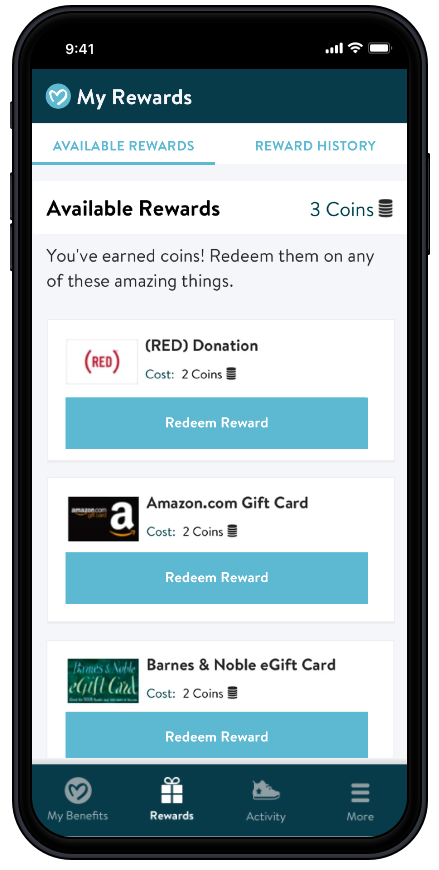 9:41
My Rewards
AVAILABLE REWARDS
REWARD HISTORY
Available Rewards
3 Coins
You've earned coins! Redeem them on any
of these amazing things.
(RED)
(RED) Donation
Cost: 2 Coins
Redeem Reward
amazon.com
gift card
a
Amazon.com Gift Card
Cost: 2 Coins
Redeem Reward
Barnes & Noble
eGift Card
Barnes & Noble eGift Card
Cost: 2 Coins
Redeem Reward
My Benefits
Rewards
Activity
More